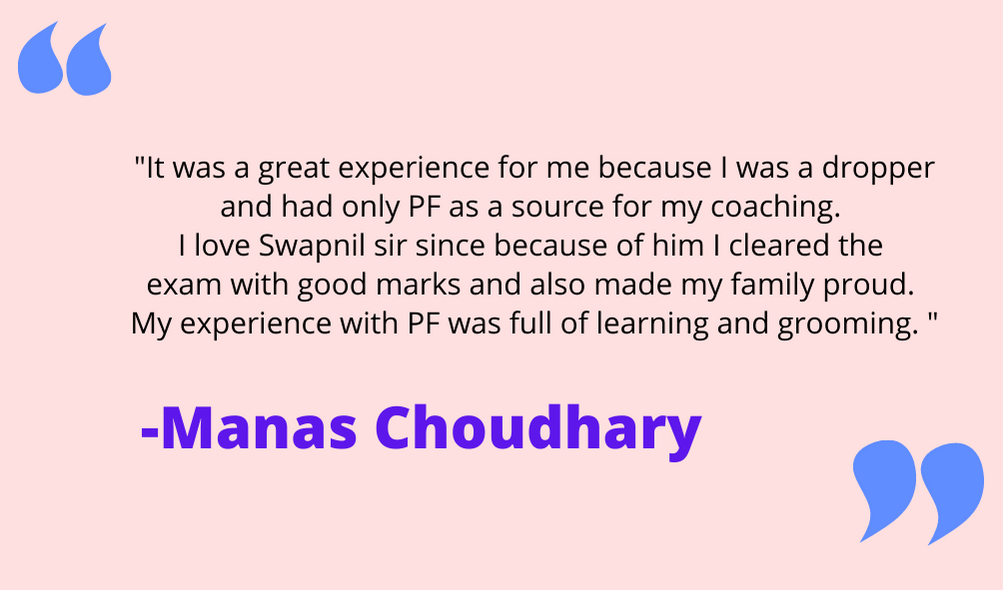 "It was a great experience for me because I was a dropper
and had only PF as a source for my coaching.
I love Swapnil sir since because of him I cleared the
exam with good marks and also made my family proud.
My experience with PF was full of learning and grooming. "
-Manas Choudhary